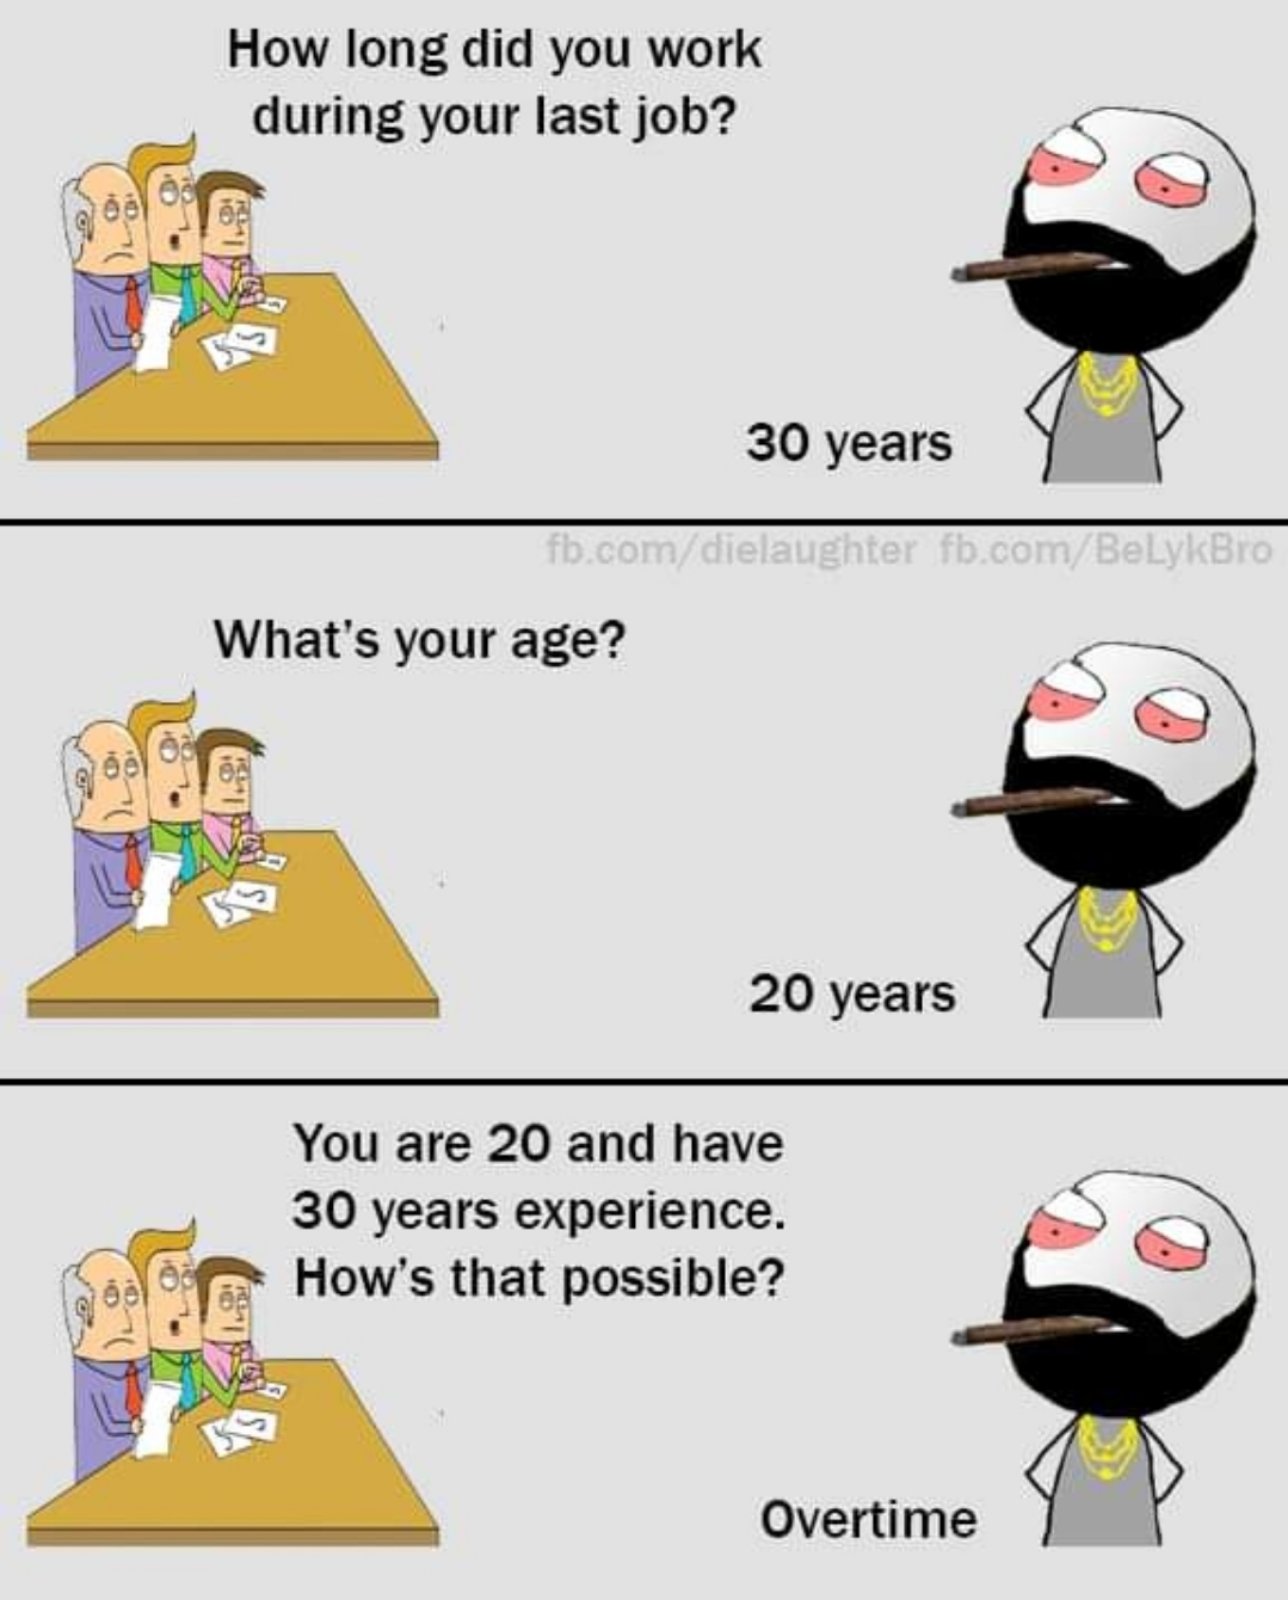 How long did you work
during your last job?
30 years
fb.com/dielaughter fb.com/BeLykBro
What's your age?
20 years
You are 20 and have
30 years experience.
How's that possible?
Overtime